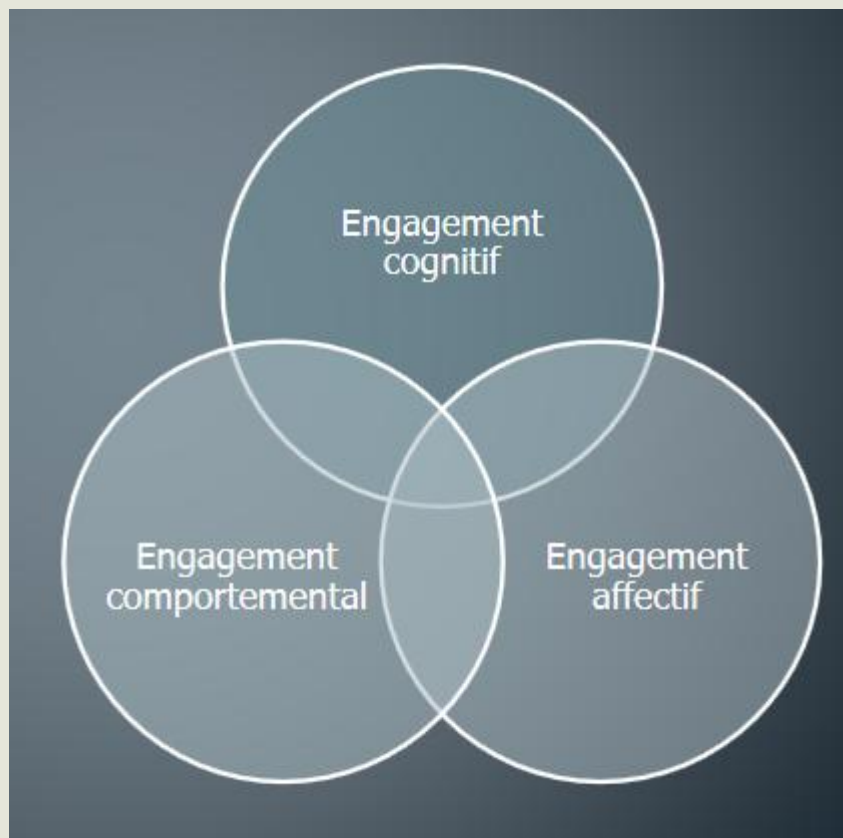 Engagement
cognitif
Engagement
comportemental
Engagement
affectif